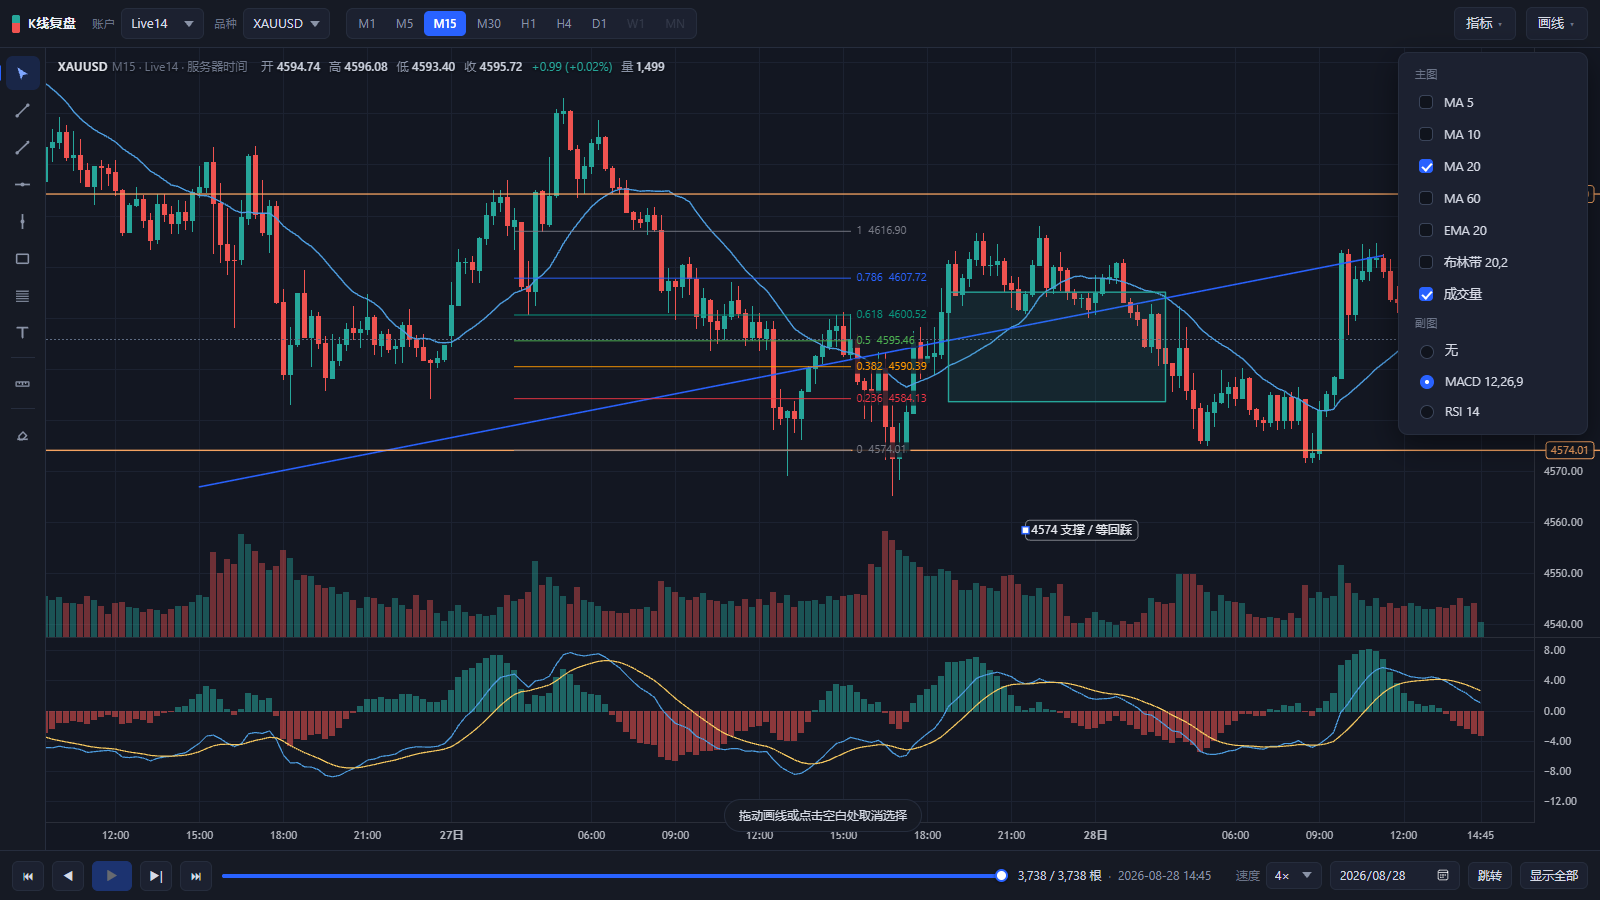 K线复盘 账户 Live14 品种 XAUUSD M1 M5 M15 M30 H1 H4 D1 W1 MN 指标 画线
XAUUSD M15 · Live14 · 服务器时间 开 4594.74 高 4596.08 低 4593.40 收 4595.72 +0.99 (+0.02%) 量 1,499
主图
MA 5
MA 10
MA 20
MA 60
EMA 20
布林带 20,2
成交量
副图
无
MACD 12,26,9
RSI 14
1 4616.90
0.786 4607.72
0.618 4600.52
0.5 4595.46
0.382 4590.39
0.236 4584.13
0 4574.01
4574.01
4570.00
4560.00
4550.00
4540.00
4574 支撑 / 等回踩
8.00
4.00
0.00
−4.00
−8.00
−12.00
拖动画线或点击空白处取消选择
12:00 15:00 18:00 21:00 27日 06:00 09:00 12:00 15:00 18:00 21:00 28日 06:00 09:00 12:00 14:45
3,738 / 3,738 根 · 2026-08-28 14:45 速度 4× 2026/08/28 跳转 显示全部